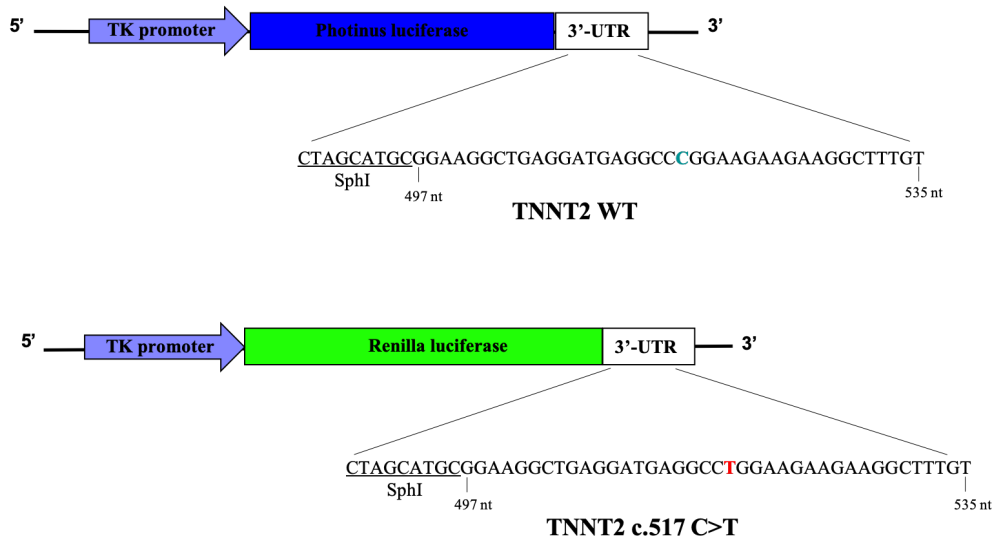 5’ TK promoter Photinus luciferase 3’-UTR 3’
CTAGCATGCGGAAGGCTGAGGATGAGGCCCGGAAGAAGAAGGCTTTGT
SphI
497 nt 535 nt
TNNT2 WT
5’ TK promoter Renilla luciferase 3’-UTR 3’
CTAGCATGCGGAAGGCTGAGGATGAGGCCTGGAAGAAGAAGGCTTTGT
SphI
497 nt 535 nt
TNNT2 c.517 C>T